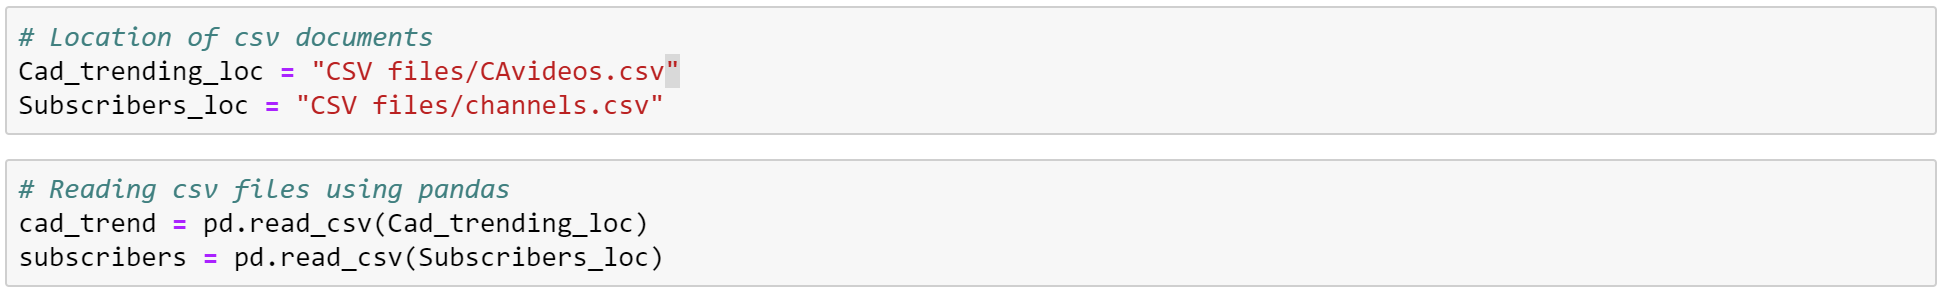 # Location of csv documents
Cad_trending_loc = "CSV files/CAvideos.csv"
Subscribers_loc = "CSV files/channels.csv"
# Reading csv files using pandas
cad_trend = pd.read_csv(Cad_trending_loc)
subscribers = pd.read_csv(Subscribers_loc)